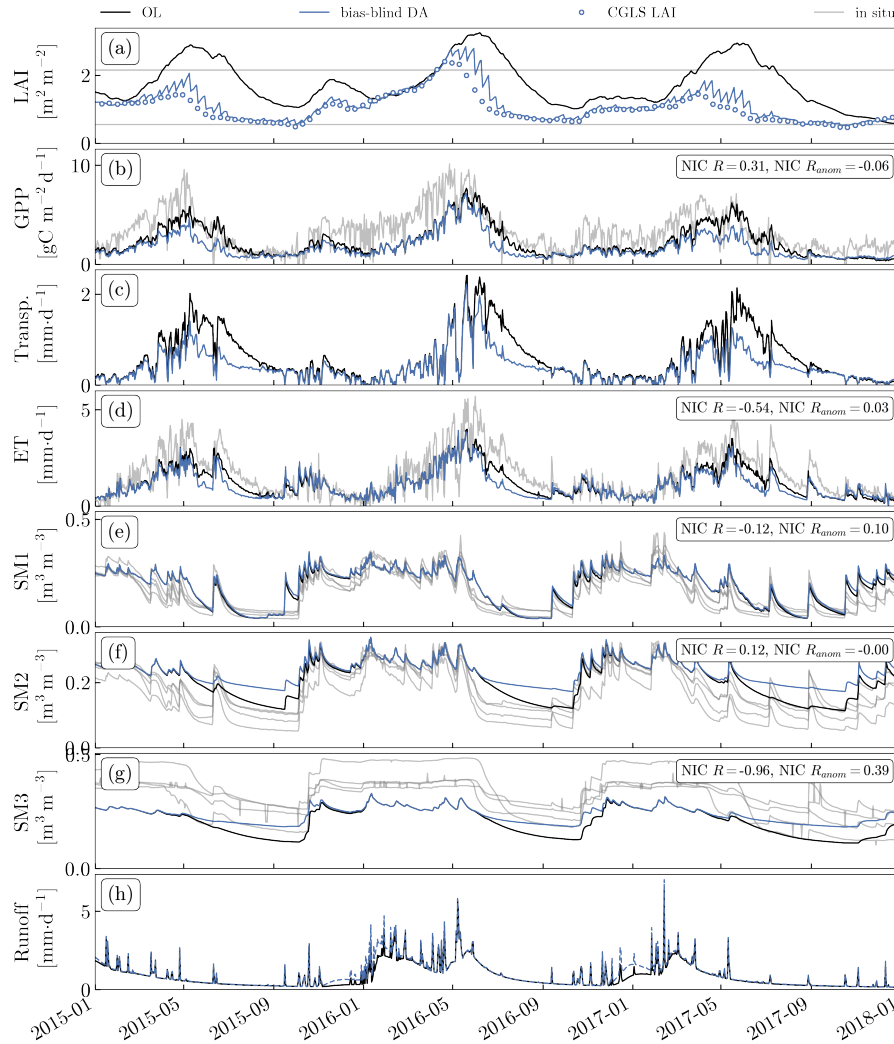 OL bias-blind DA CGLS LAI in situ
(a)
LAI
[m² m⁻²]
2
0
(b)
NIC R = 0.31, NIC R_anom = -0.06
GPP
[gC m⁻² d⁻¹]
10
5
0
(c)
Transp.
[mm·d⁻¹]
2
0
(d)
NIC R = -0.54, NIC R_anom = 0.03
ET
[mm·d⁻¹]
5
0
(e)
NIC R = -0.12, NIC R_anom = 0.10
SM1
[m³ m⁻³]
0.5
0.0
(f)
NIC R = 0.12, NIC R_anom = -0.00
SM2
[m³ m⁻³]
0.2
0.0
(g)
NIC R = -0.96, NIC R_anom = 0.39
SM3
[m³ m⁻³]
0.5
0.0
(h)
Runoff
[mm·d⁻¹]
5
0
2015-01 2015-05 2015-09 2016-01 2016-05 2016-09 2017-01 2017-05 2017-09 2018-01